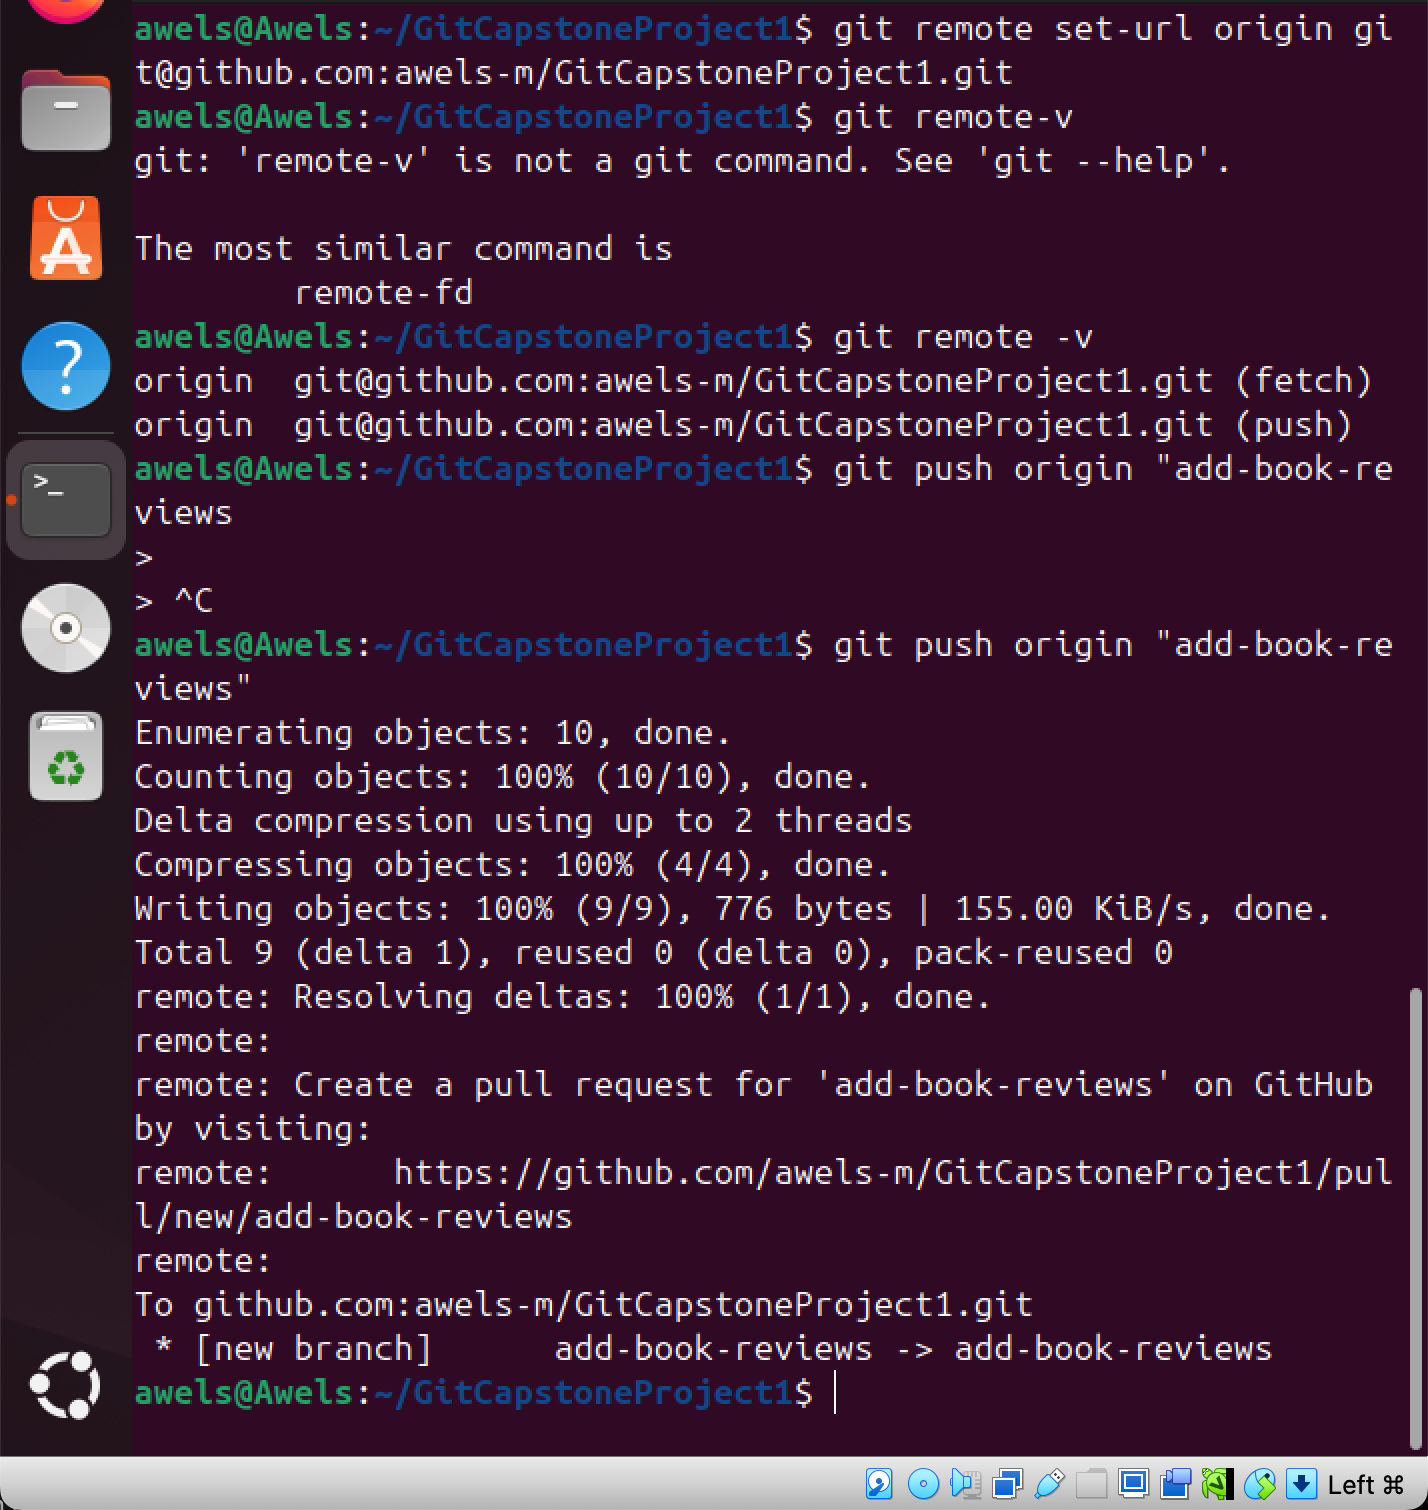 awels@Awels:~/GitCapstoneProject1$ git remote set-url origin gi
t@github.com:awels-m/GitCapstoneProject1.git
awels@Awels:~/GitCapstoneProject1$ git remote-v
git: 'remote-v' is not a git command. See 'git --help'.
The most similar command is
        remote-fd
awels@Awels:~/GitCapstoneProject1$ git remote -v
origin  git@github.com:awels-m/GitCapstoneProject1.git (fetch)
origin  git@github.com:awels-m/GitCapstoneProject1.git (push)
awels@Awels:~/GitCapstoneProject1$ git push origin "add-book-re
views
>
> ^C
awels@Awels:~/GitCapstoneProject1$ git push origin "add-book-re
views"
Enumerating objects: 10, done.
Counting objects: 100% (10/10), done.
Delta compression using up to 2 threads
Compressing objects: 100% (4/4), done.
Writing objects: 100% (9/9), 776 bytes | 155.00 KiB/s, done.
Total 9 (delta 1), reused 0 (delta 0), pack-reused 0
remote: Resolving deltas: 100% (1/1), done.
remote:
remote: Create a pull request for 'add-book-reviews' on GitHub
by visiting:
remote:      https://github.com/awels-m/GitCapstoneProject1/pul
l/new/add-book-reviews
remote:
To github.com:awels-m/GitCapstoneProject1.git
 * [new branch]      add-book-reviews -> add-book-reviews
awels@Awels:~/GitCapstoneProject1$
Left ⌘